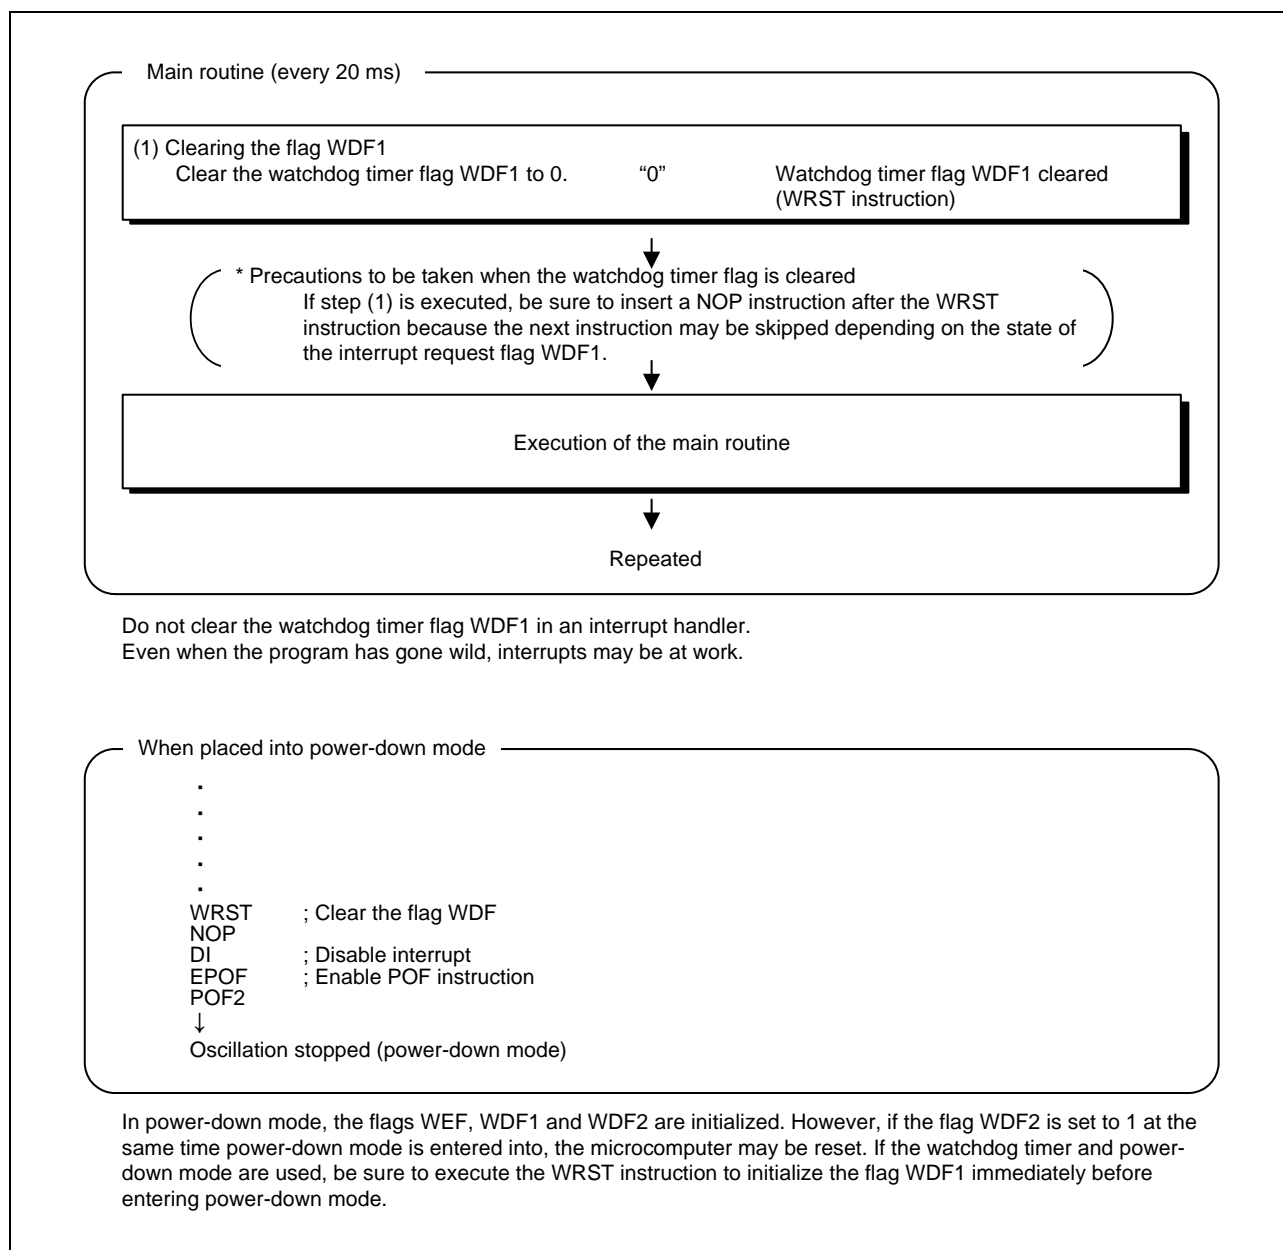 Main routine (every 20 ms)
(1) Clearing the flag WDF1
Clear the watchdog timer flag WDF1 to 0. “0” Watchdog timer flag WDF1 cleared
(WRST instruction)
* Precautions to be taken when the watchdog timer flag is cleared
If step (1) is executed, be sure to insert a NOP instruction after the WRST
instruction because the next instruction may be skipped depending on the state of
the interrupt request flag WDF1.
Execution of the main routine
Repeated
Do not clear the watchdog timer flag WDF1 in an interrupt handler.
Even when the program has gone wild, interrupts may be at work.
When placed into power-down mode
.
.
.
.
.
WRST ; Clear the flag WDF
NOP
DI ; Disable interrupt
EPOF ; Enable POF instruction
POF2
↓
Oscillation stopped (power-down mode)
In power-down mode, the flags WEF, WDF1 and WDF2 are initialized. However, if the flag WDF2 is set to 1 at the
same time power-down mode is entered into, the microcomputer may be reset. If the watchdog timer and power-
down mode are used, be sure to execute the WRST instruction to initialize the flag WDF1 immediately before
entering power-down mode.